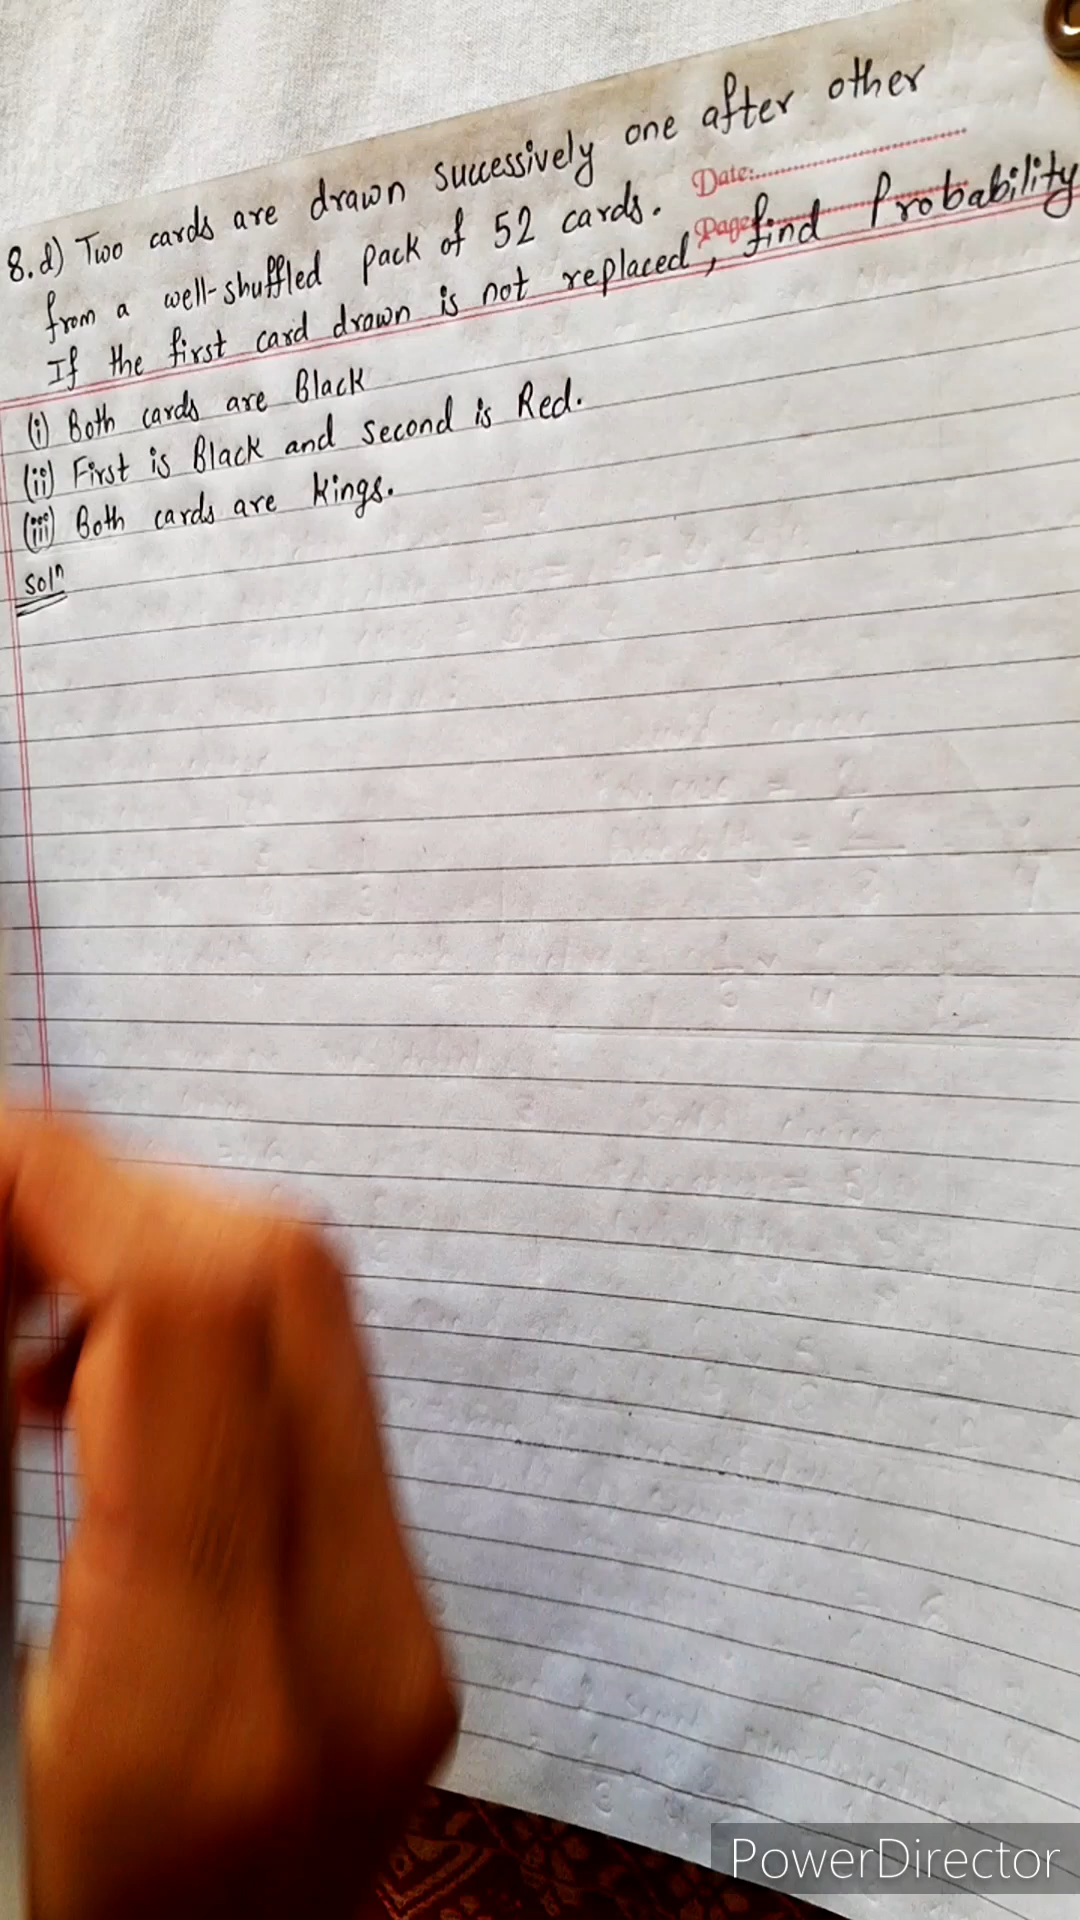 8.d) Two cards are drawn successively one after other
Date:
from a well-shuffled pack of 52 cards.
Page
If the first card drawn is not replaced, find Probability
(i) Both cards are Black
(ii) First is Black and second is Red.
(iii) Both cards are kings.
Solⁿ
PowerDirector